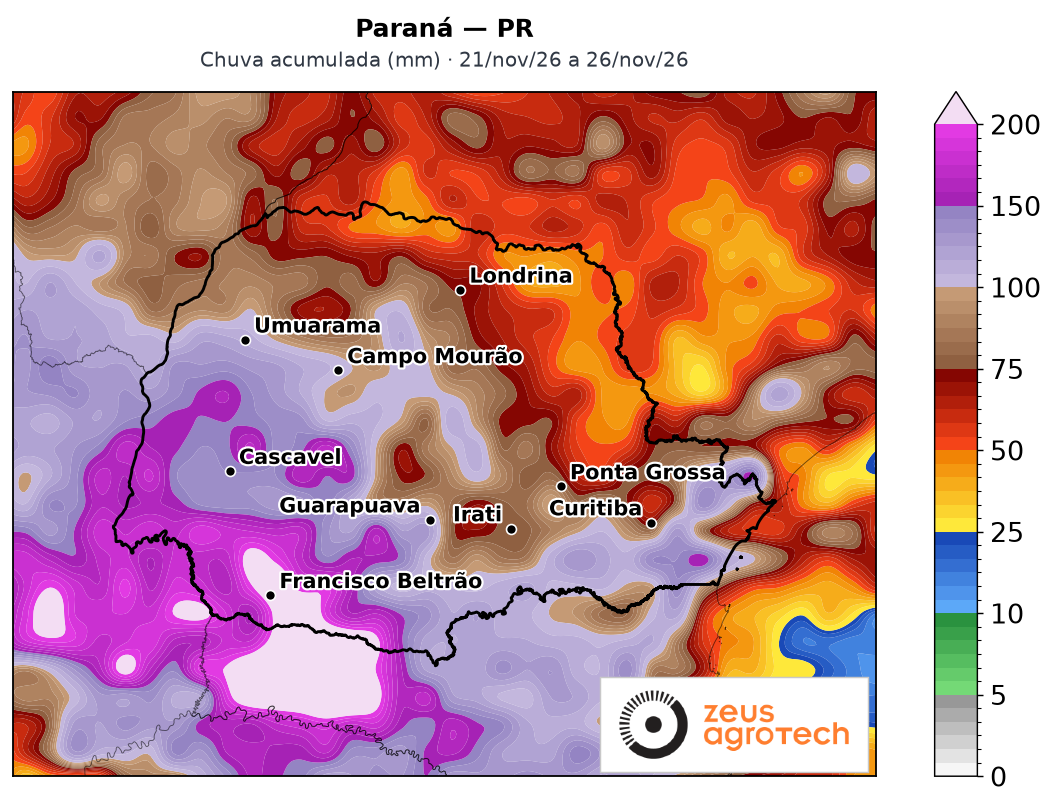 Paraná — PR
Chuva acumulada (mm) · 21/nov/26 a 26/nov/26
200
150
100
75
50
25
10
5
0
Londrina
Umuarama
Campo Mourão
Cascavel
Ponta Grossa
Guarapuava
Irati
Curitiba
Francisco Beltrão
zeus
agrotech